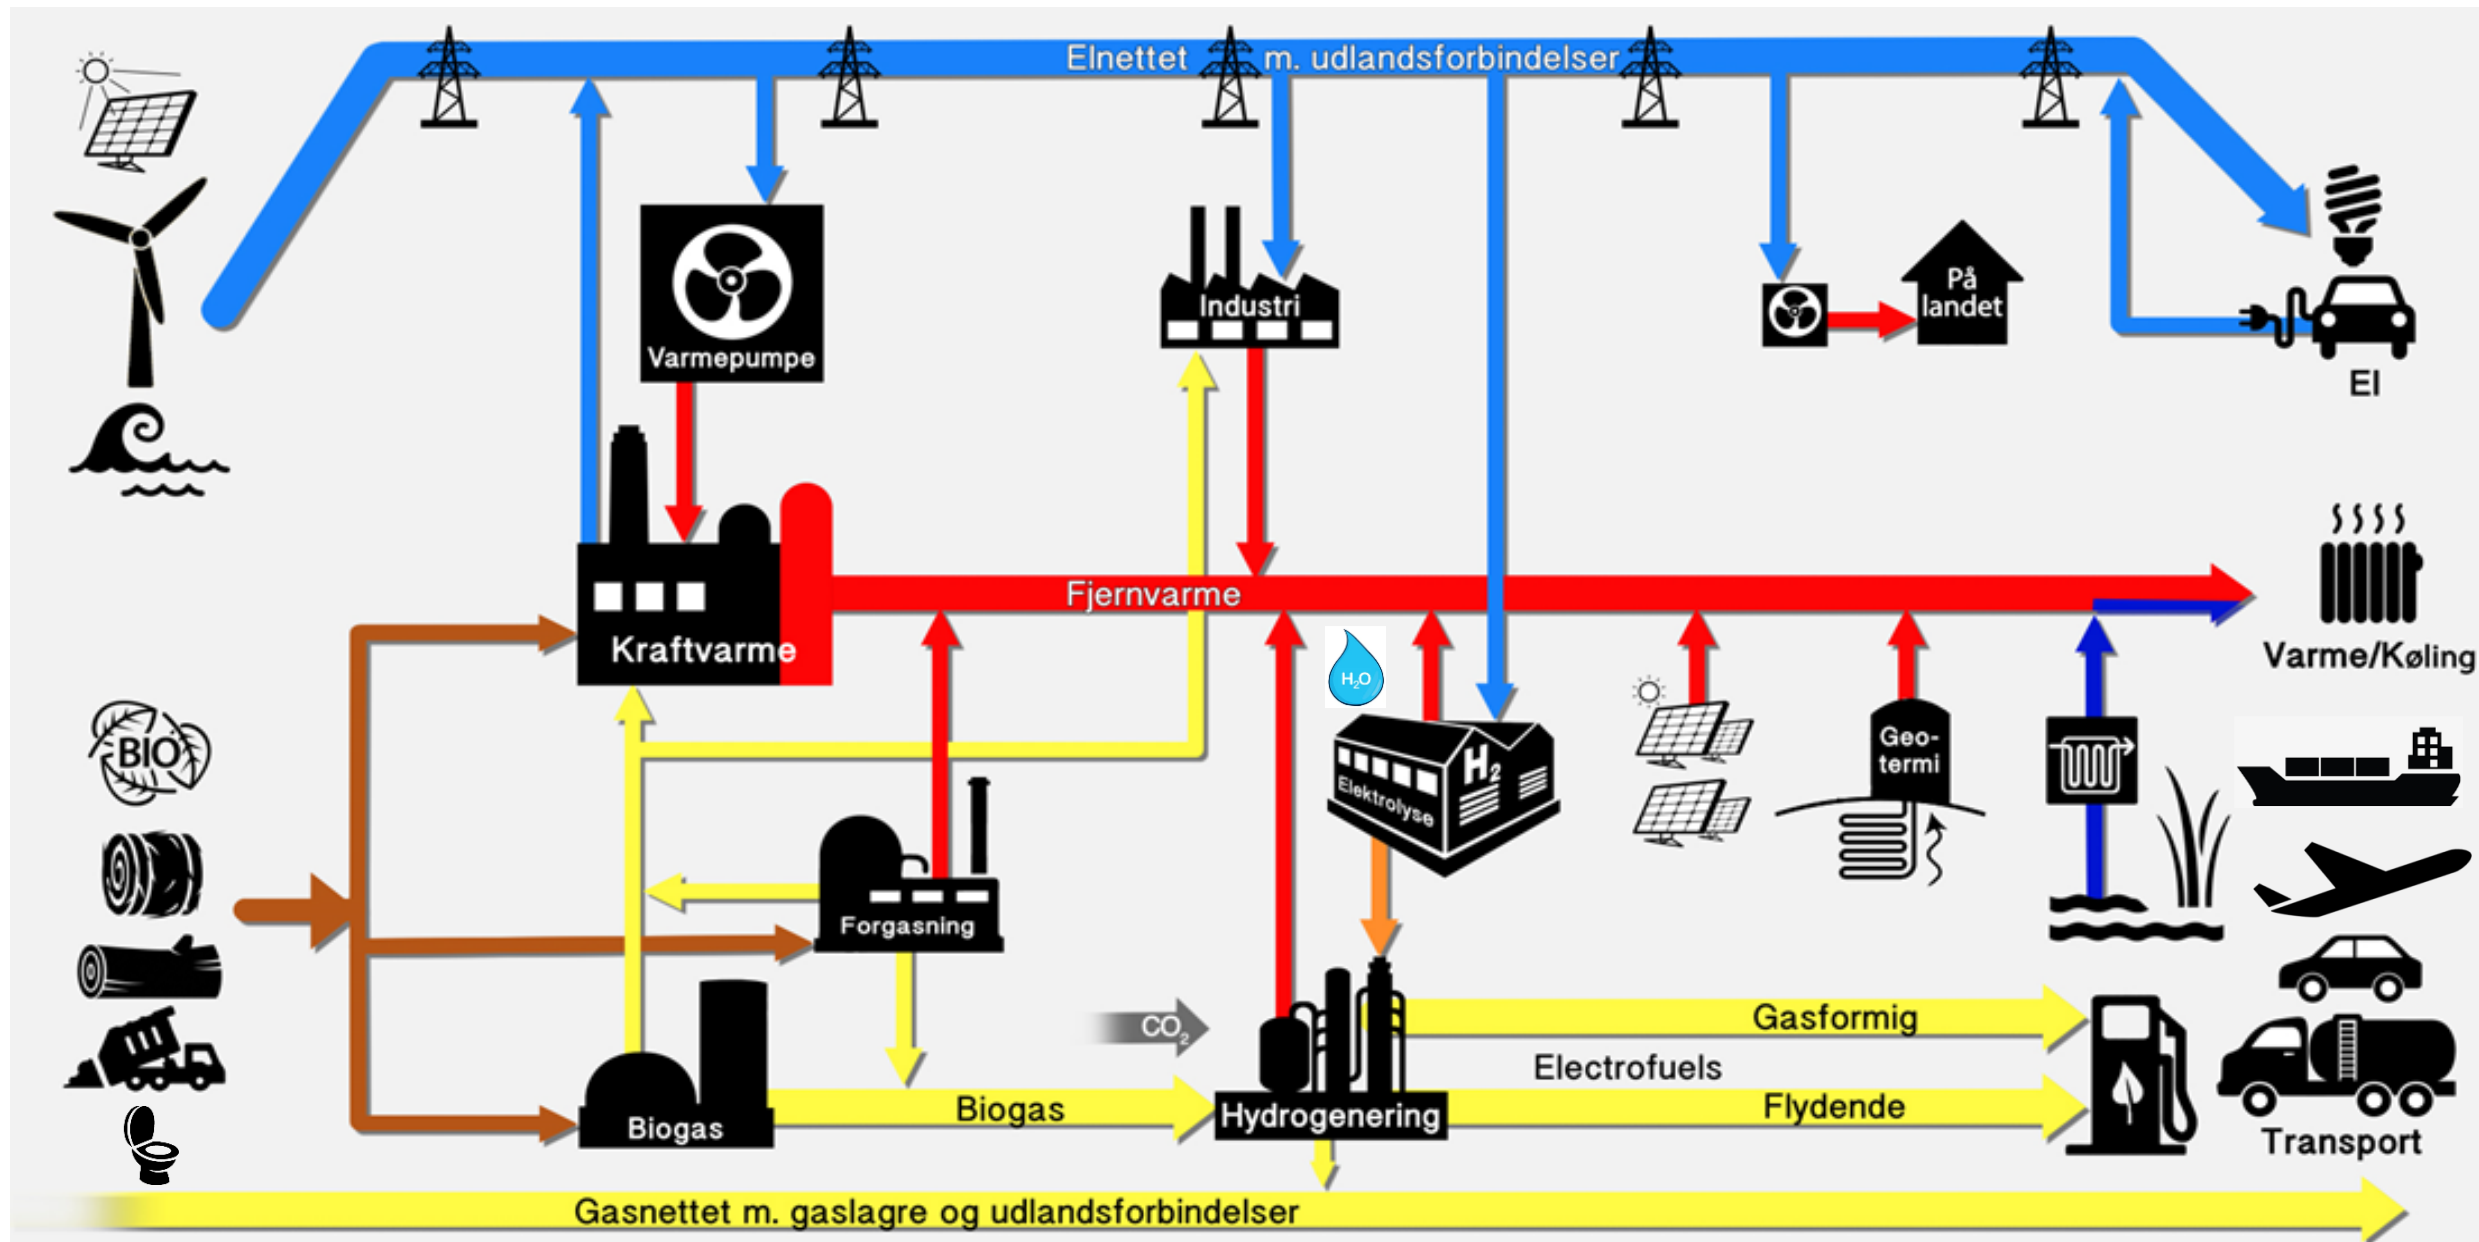 Elnettet m. udlandsforbindelser
Varmepumpe
Industri
På
landet
El
Fjernvarme
Kraftvarme
H₂O
Varme/Køling
BIO
Geo-
termi
H₂
Elektrolyse
Forgasning
CO₂
Gasformig
Electrofuels
Biogas
Biogas
Hydrogenering
Flydende
Transport
Gasnettet m. gaslagre og udlandsforbindelser